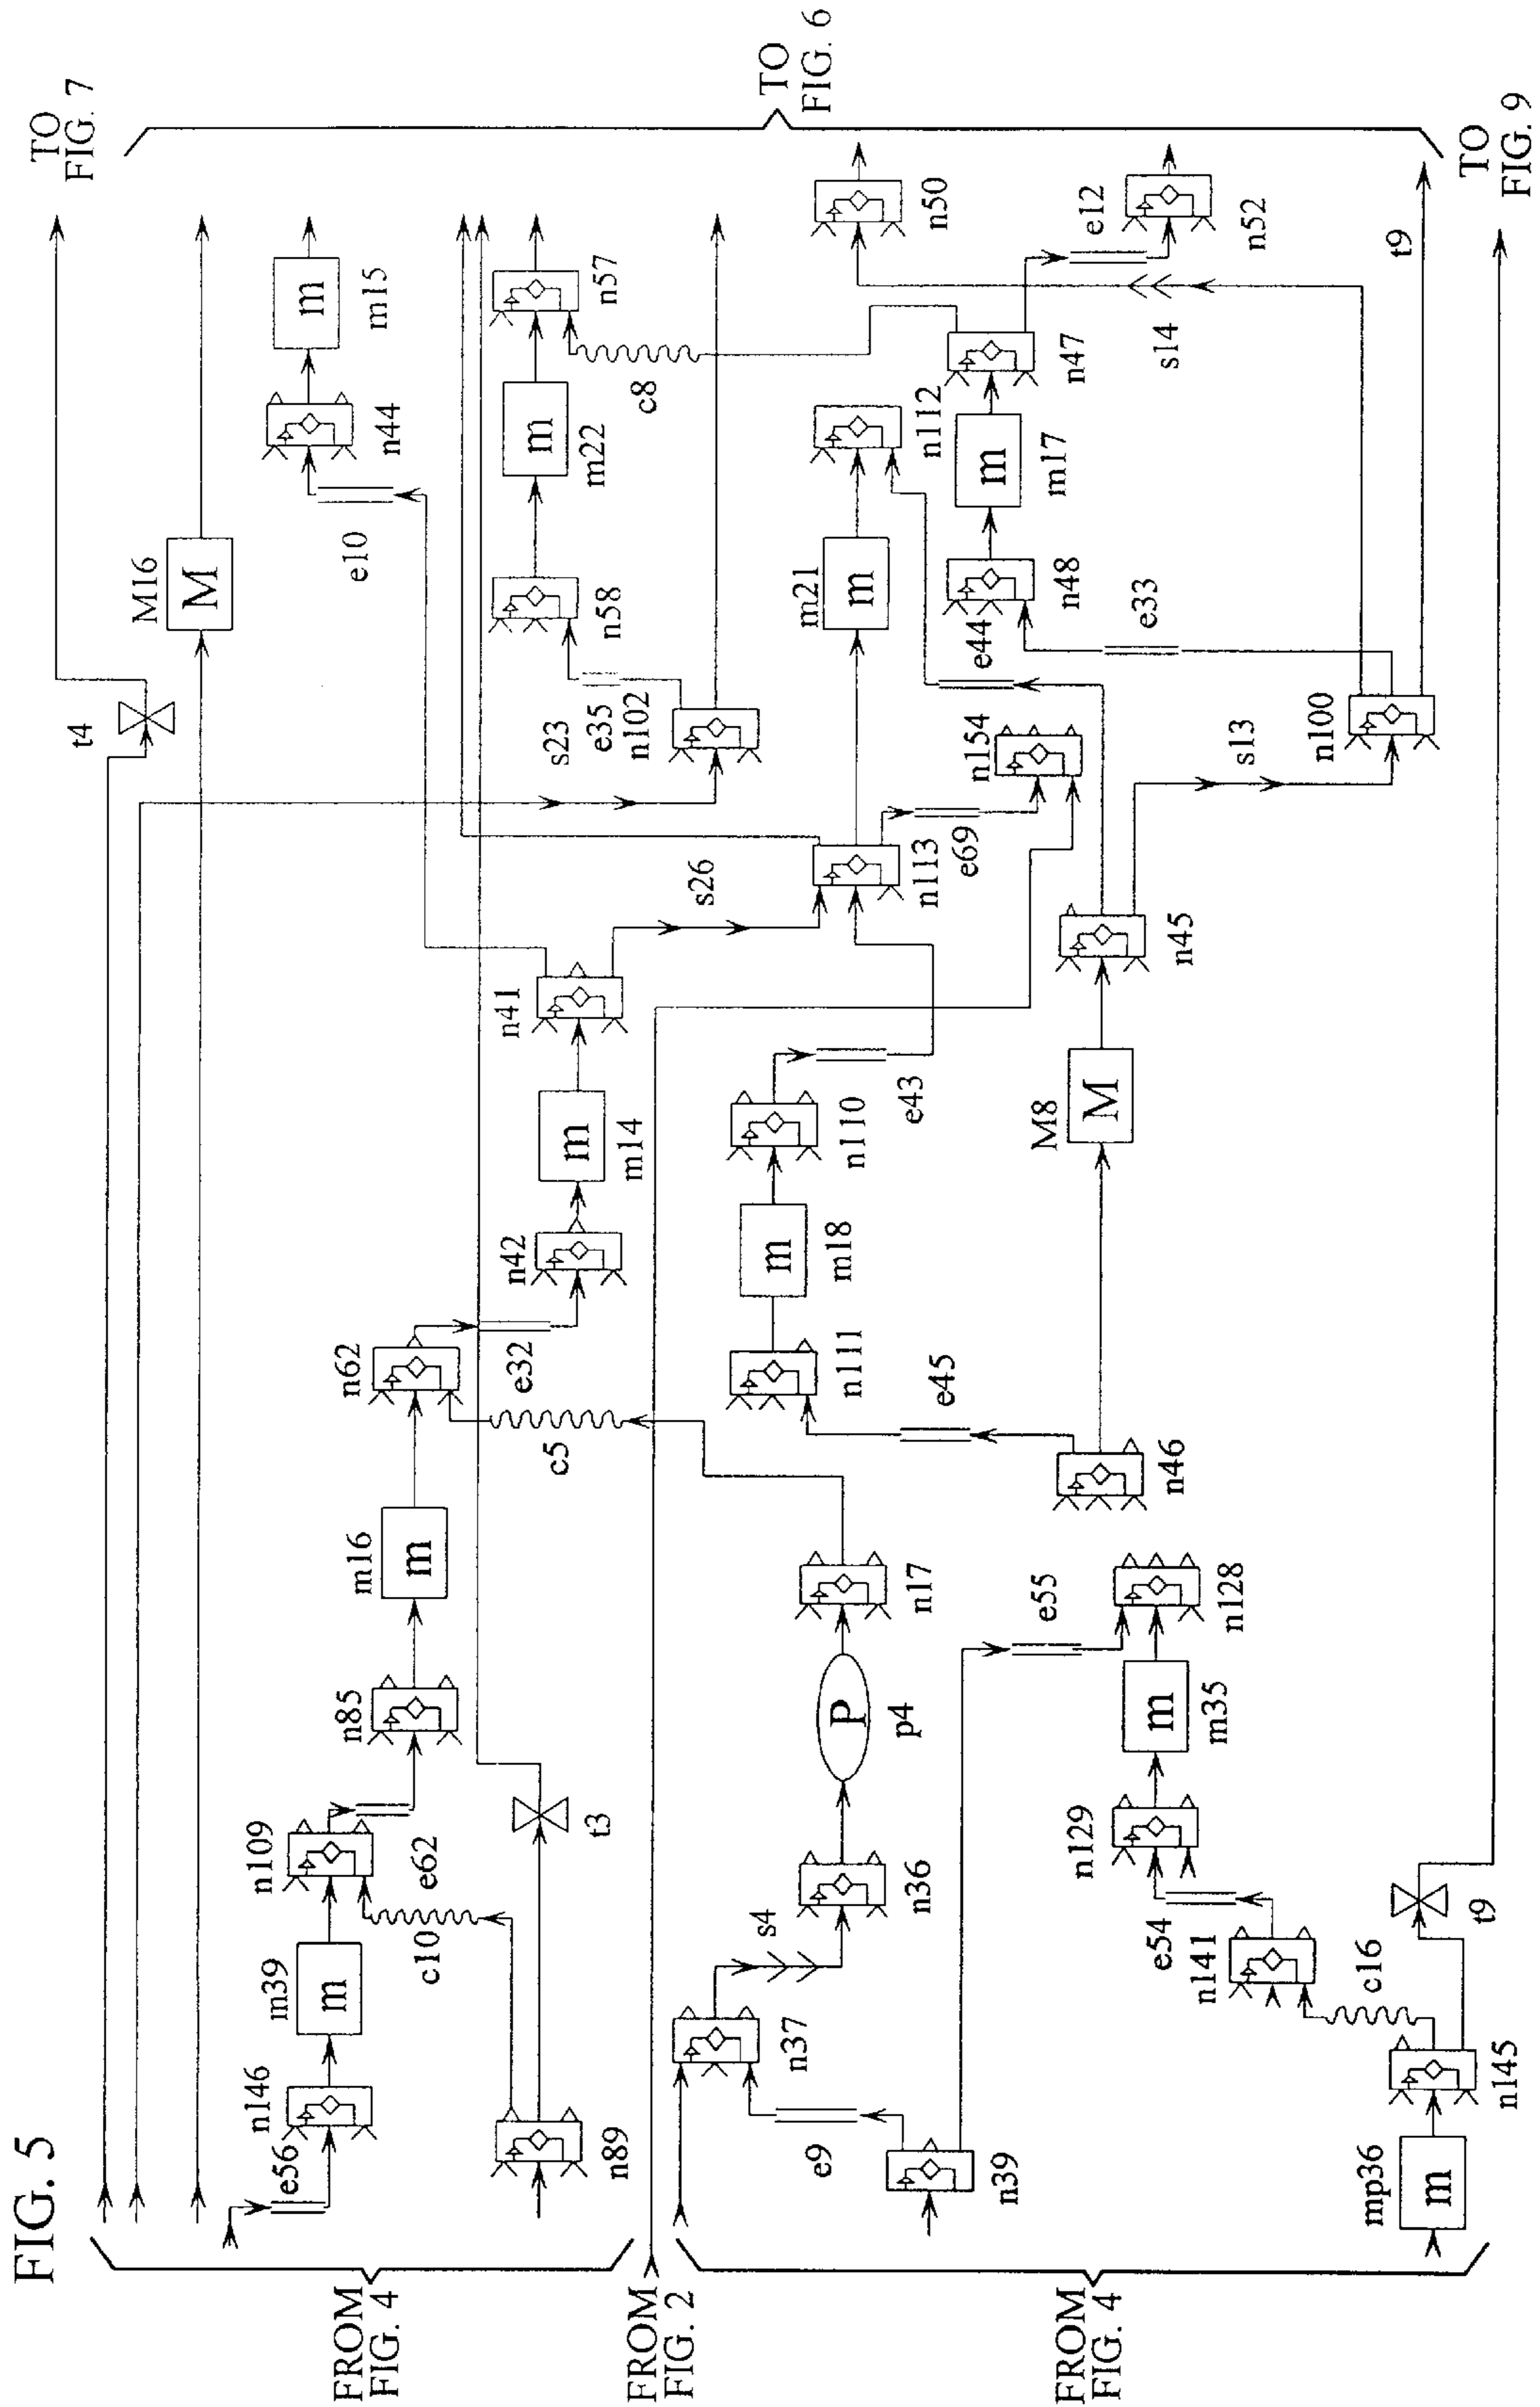 FIG. 5
TO
FIG. 7
t4
M16
M
e56
n146
m39
m
n109
c10
e62
n85
m16
m
n62
e32
c5
n42
m14
m
n41
e10
n44
m15
m
n89
t3
s26
s23
e35
n102
n58
m22
m
n57
c8
TO
FIG. 6
FROM
FIG. 4
FROM
FIG. 2
FROM
FIG. 4
n37
s4
e9
n39
n36
P
p4
n17
n111
m18
m
n110
e43
e45
n46
M8
M
n45
n113
e69
n154
m21
m
n112
e44
n48
m17
m
n47
e33
s13
n100
s14
n50
e12
n52
t9
e55
n128
m35
m
n129
e54
n141
c16
mp36
m
n145
t9
TO
FIG. 9